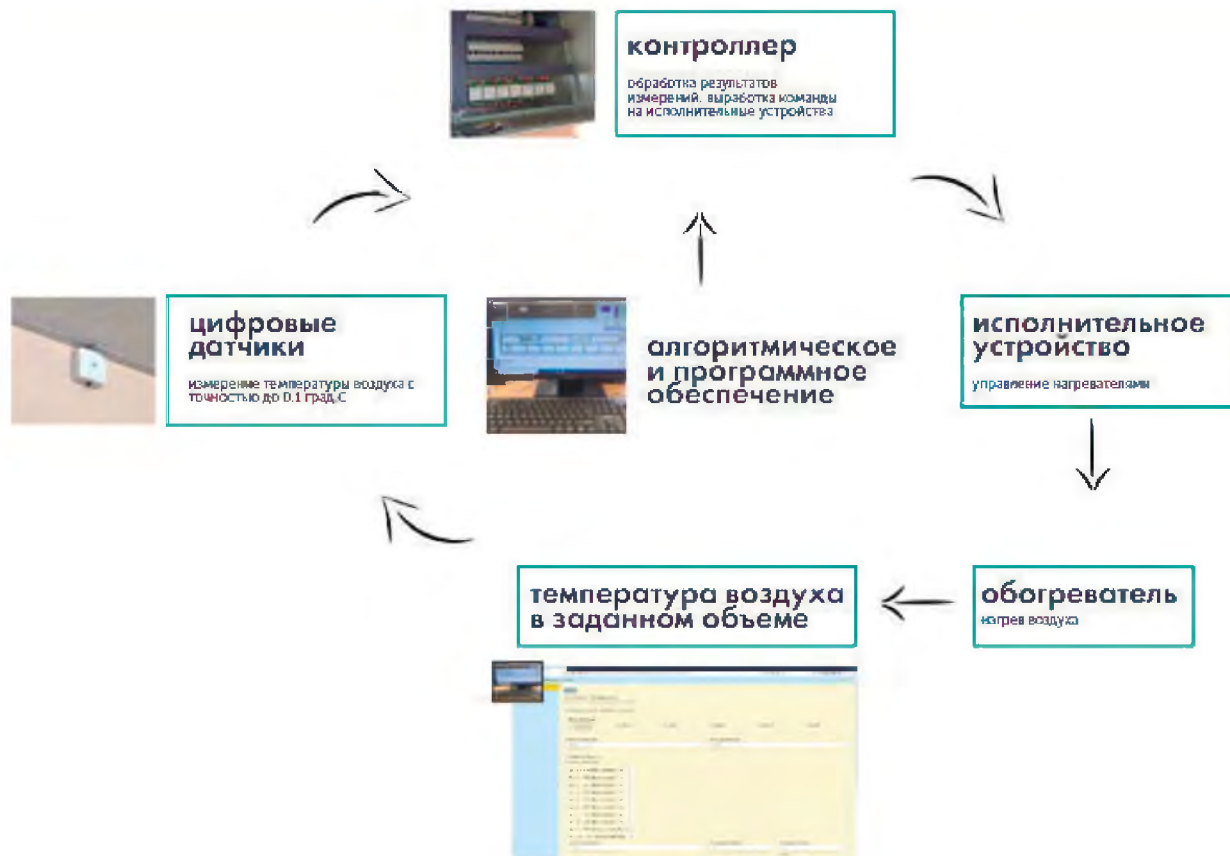 контроллер
обработка результатов
измерений, выработка команды
на исполнительные устройства
цифровые
датчики
измерение температуры воздуха с
точностью до 0.1 град.С
алгоритмическое
и программное
обеспечение
исполнительное
устройство
управление нагревателями
температура воздуха
в заданном объеме
обогреватель
нагрев воздуха